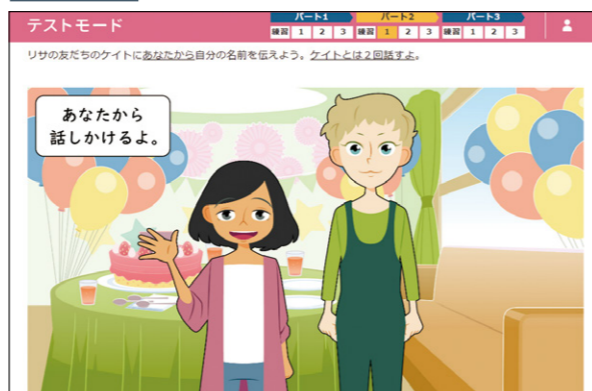 テストモード
パート1 パート2 パート3
練習 1 2 3 練習 1 2 3 練習 1 2 3
リサの友だちのケイトにあなたから自分の名前を伝えよう。ケイトとは2回話すよ。
あなたから
話しかけるよ。